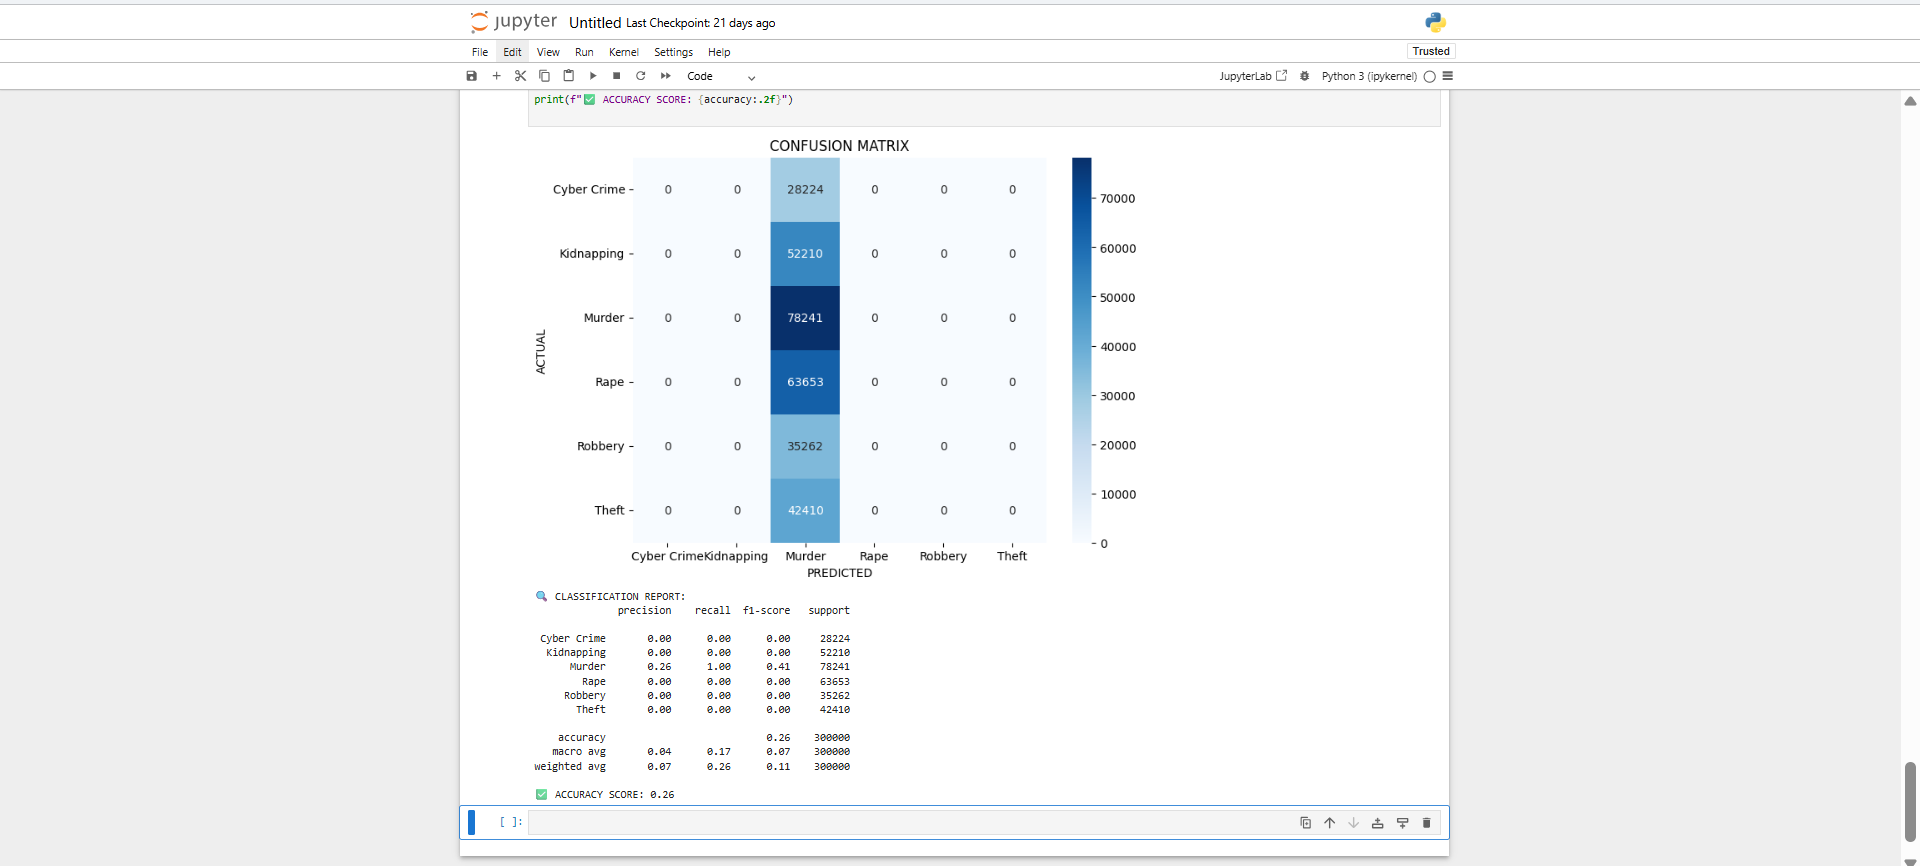 jupyter Untitled Last Checkpoint: 21 days ago
File Edit View Run Kernel Settings Help
Trusted
Code
JupyterLab Python 3 (ipykernel)
print(f"✅ ACCURACY SCORE: {accuracy:.2f}")
CONFUSION MATRIX
Cyber Crime 0 0 28224 0 0 0
Kidnapping 0 0 52210 0 0 0
Murder 0 0 78241 0 0 0
Rape 0 0 63653 0 0 0
Robbery 0 0 35262 0 0 0
Theft 0 0 42410 0 0 0
ACTUAL
Cyber Crime Kidnapping Murder Rape Robbery Theft
PREDICTED
70000
60000
50000
40000
30000
20000
10000
0
🔍 CLASSIFICATION REPORT:
precision recall f1-score support
Cyber Crime 0.00 0.00 0.00 28224
Kidnapping 0.00 0.00 0.00 52210
Murder 0.26 1.00 0.41 78241
Rape 0.00 0.00 0.00 63653
Robbery 0.00 0.00 0.00 35262
Theft 0.00 0.00 0.00 42410
accuracy 0.26 300000
macro avg 0.04 0.17 0.07 300000
weighted avg 0.07 0.26 0.11 300000
✅ ACCURACY SCORE: 0.26
[ ]: